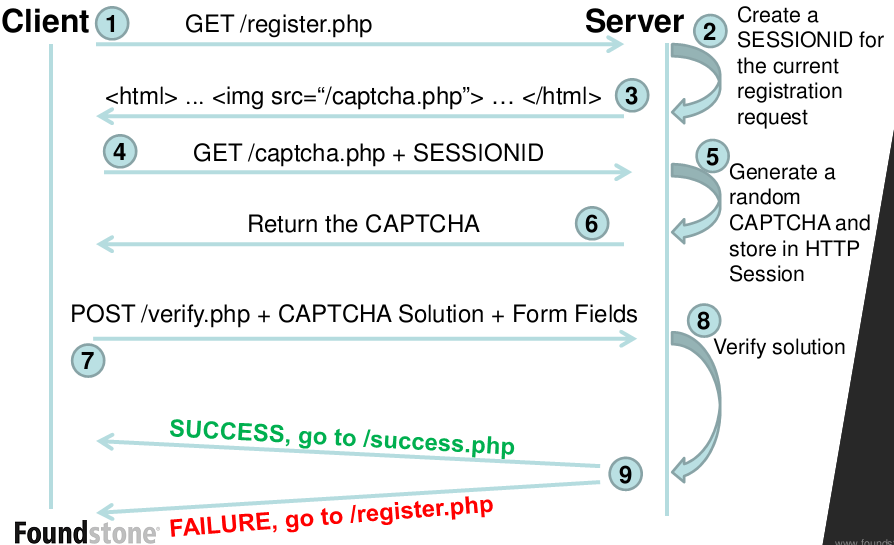 Client
1
GET /register.php
Server
2
Create a
SESSIONID for
the current
registration
request
<html> ... <img src=“/captcha.php”> … </html>
3
4
GET /captcha.php + SESSIONID
5
Generate a
random
CAPTCHA and
store in HTTP
Session
Return the CAPTCHA
6
POST /verify.php + CAPTCHA Solution + Form Fields
7
8
Verify solution
SUCCESS, go to /success.php
9
FAILURE, go to /register.php
Foundstone